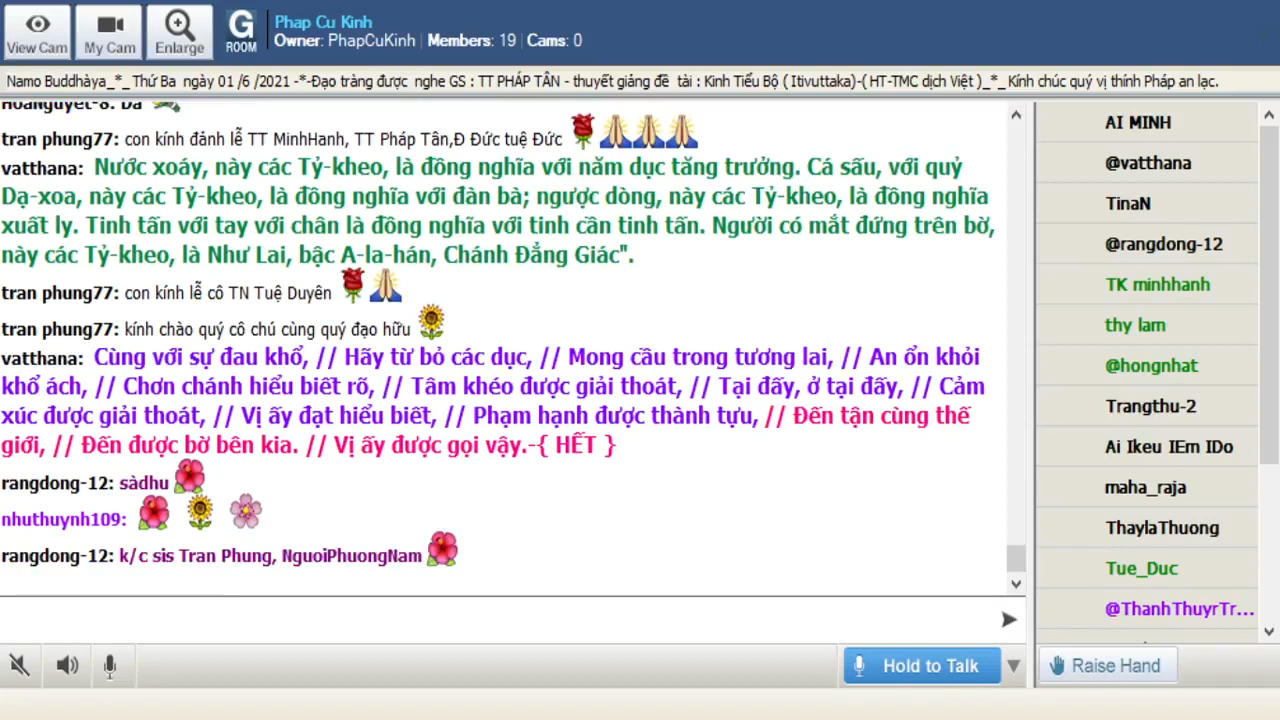 View Cam
My Cam
Enlarge
G
ROOM
Phap Cu Kinh
Owner: PhapCuKinh | Members: 19 | Cams: 0
Namo Buddhàya_*_ Thứ Ba ngày 01 /6 /2021 -*-Đạo tràng được nghe GS : TT PHÁP TÂN - thuyết giảng đề tài : Kinh Tiểu Bộ ( Itivuttaka)-( HT-TMC dịch Việt )_*_ Kính chúc quý vị thính Pháp an lạc.
HoaNguyet-8: Dạ
tran phung77: con kính đảnh lễ TT MinhHanh, TT Pháp Tân,Đ Đức tuệ Đức
vatthana: Nước xoáy, này các Tỷ-kheo, là đồng nghĩa với năm dục tăng trưởng. Cá sấu, với quỷ
Dạ-xoa, này các Tỷ-kheo, là đồng nghĩa với đàn bà; ngược dòng, này các Tỷ-kheo, là đồng nghĩa
xuất ly. Tinh tấn với tay với chân là đồng nghĩa với tinh cần tinh tấn. Người có mắt đứng trên bờ,
này các Tỷ-kheo, là Như Lai, bậc A-la-hán, Chánh Đẳng Giác".
tran phung77: con kính lễ cô TN Tuệ Duyên
tran phung77: kính chào quý cô chú cùng quý đạo hữu
vatthana: Cùng với sự đau khổ, // Hãy từ bỏ các dục, // Mong cầu trong tương lai, // An ổn khỏi
khổ ách, // Chơn chánh hiểu biết rõ, // Tâm khéo được giải thoát, // Tại đấy, ở tại đấy, // Cảm
xúc được giải thoát, // Vị ấy đạt hiểu biết, // Phạm hạnh được thành tựu, // Đến tận cùng thế
giới, // Đến được bờ bên kia. // Vị ấy được gọi vậy.-{ HẾT }
rangdong-12: sàdhu
nhuthuynh109:
rangdong-12: k/c sis Tran Phung, NguoiPhuongNam
Hold to Talk
AI MINH
@vatthana
TinaN
@rangdong-12
TK minhhanh
thy lam
@hongnhat
Trangthu-2
Ai Ikeu IEm IDo
maha_raja
ThaylaThuong
Tue_Duc
@ThanhThuyrTr...
Raise Hand